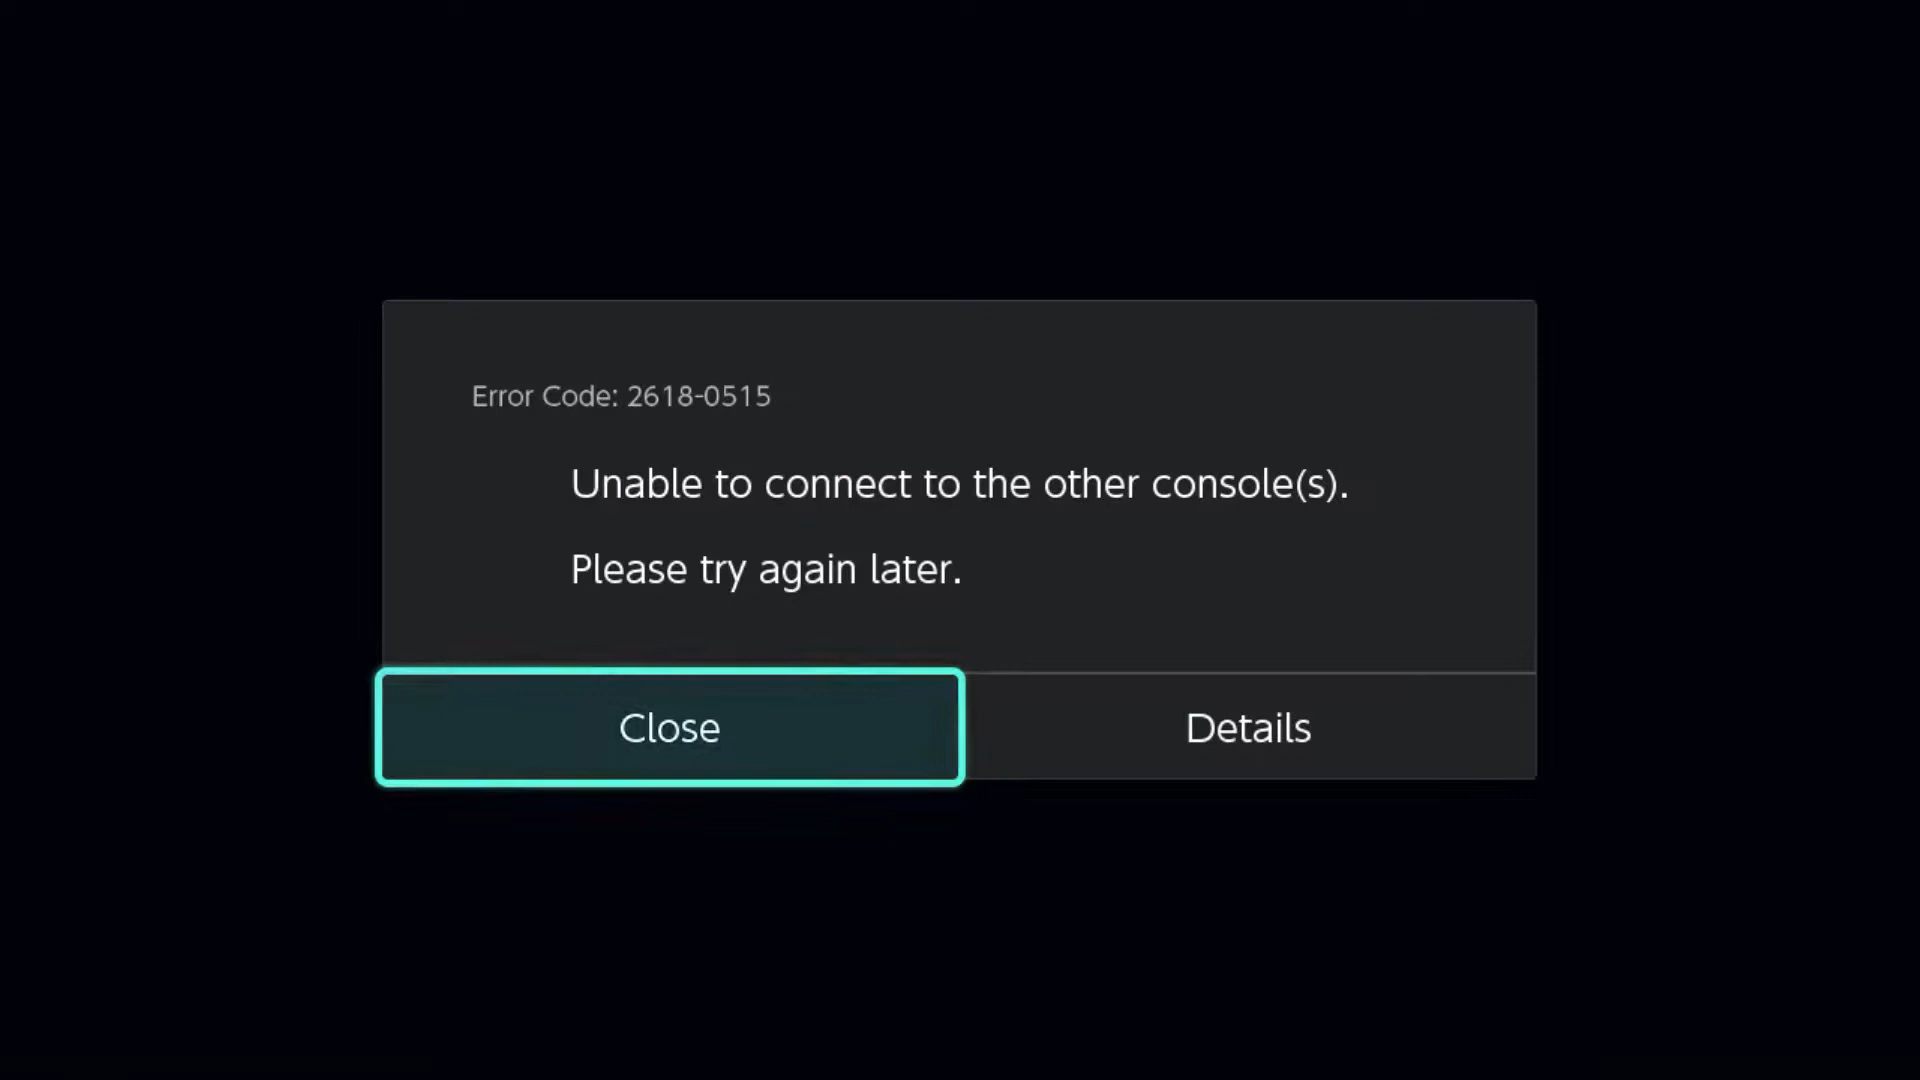 Error Code: 2618-0515
Unable to connect to the other console(s).
Please try again later.
Close
Details